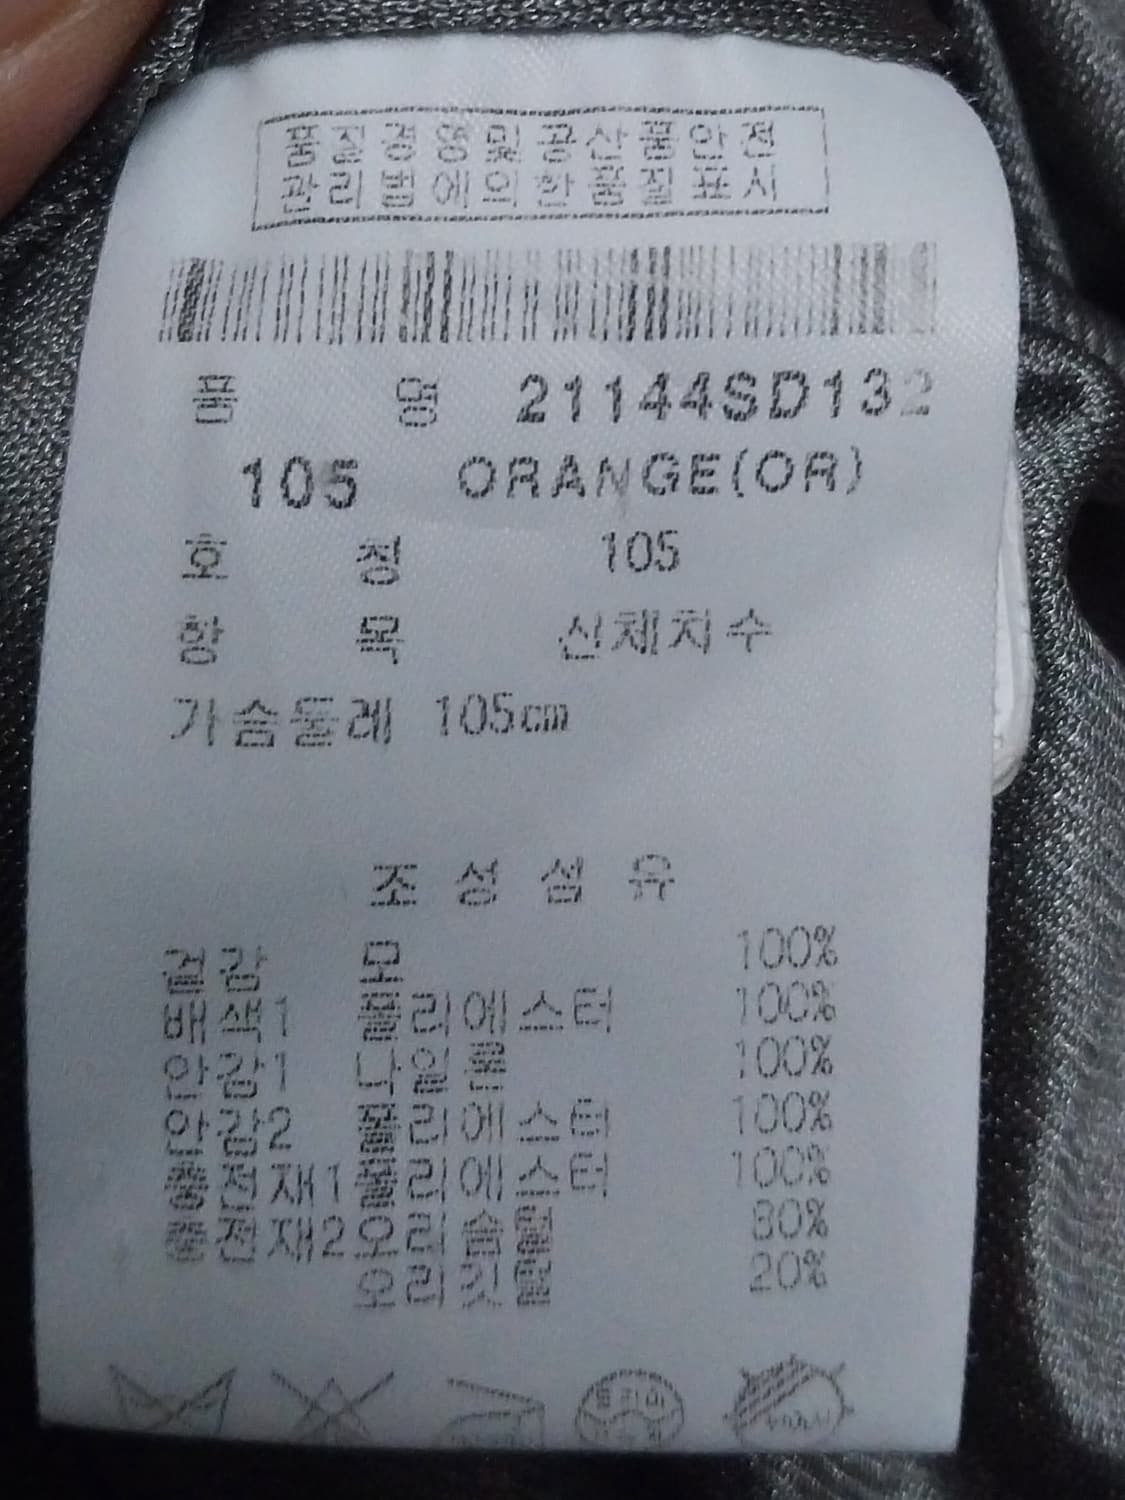 품질경영및공산품안전
관리법에의한품질표시
품 명 21144SD132
105 ORANGE(OR)
호 칭 105
항 목 신체치수
가슴둘레 105cm
조성섬유
겉감 모 100%
배색1 폴리에스터 100%
안감1 나일론 100%
안감2 폴리에스터 100%
충전재1 폴리에스터 100%
충전재2 오리솜털 80%
오리깃털 20%